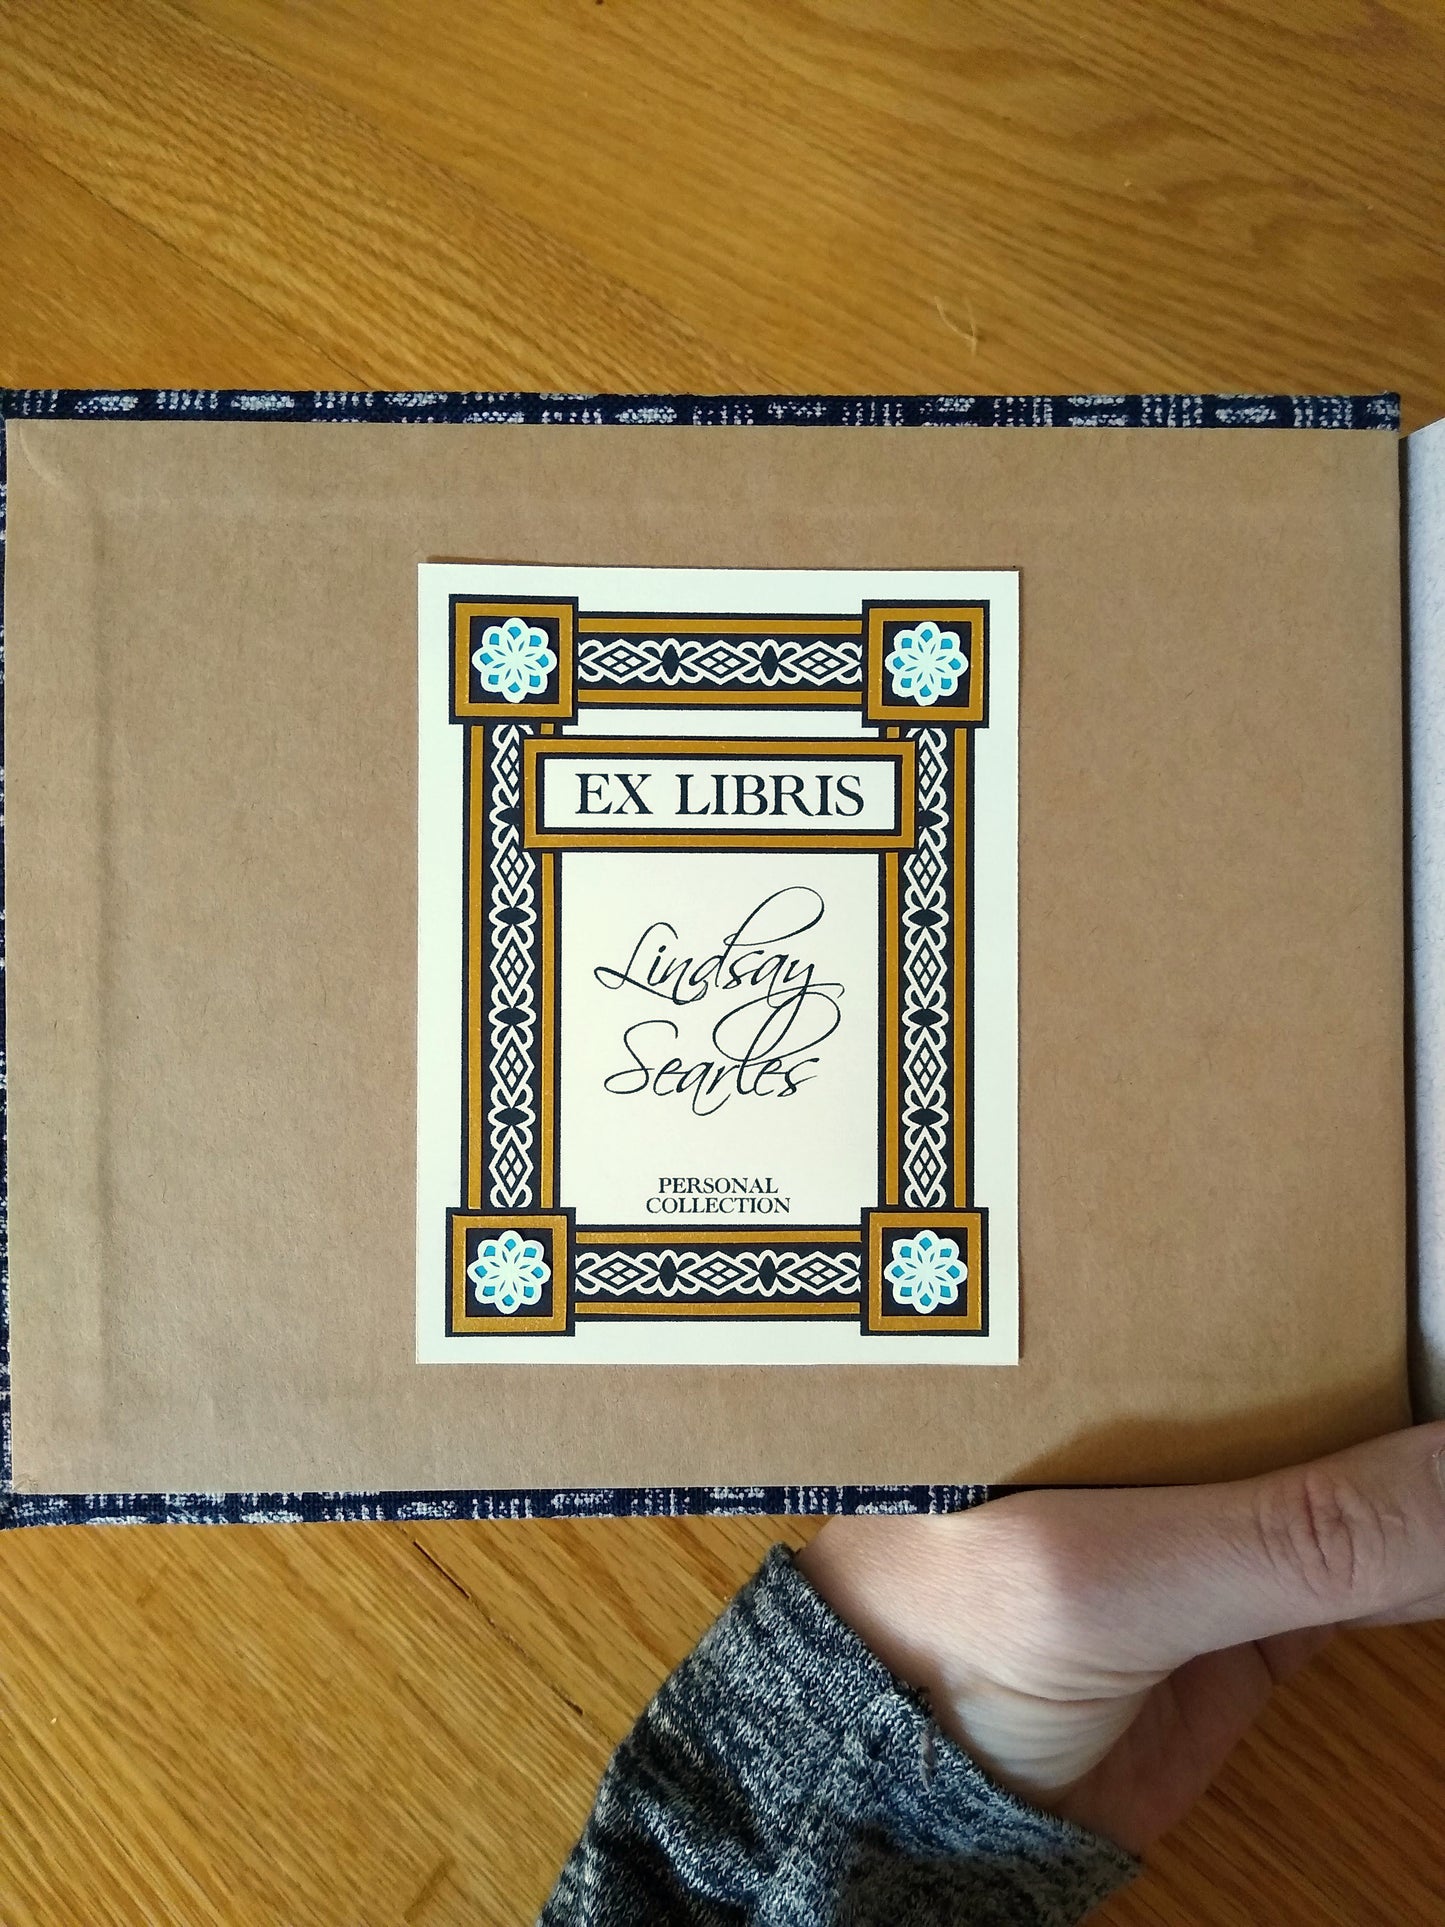 EX LIBRIS
Lindsay
Searles
PERSONAL
COLLECTION